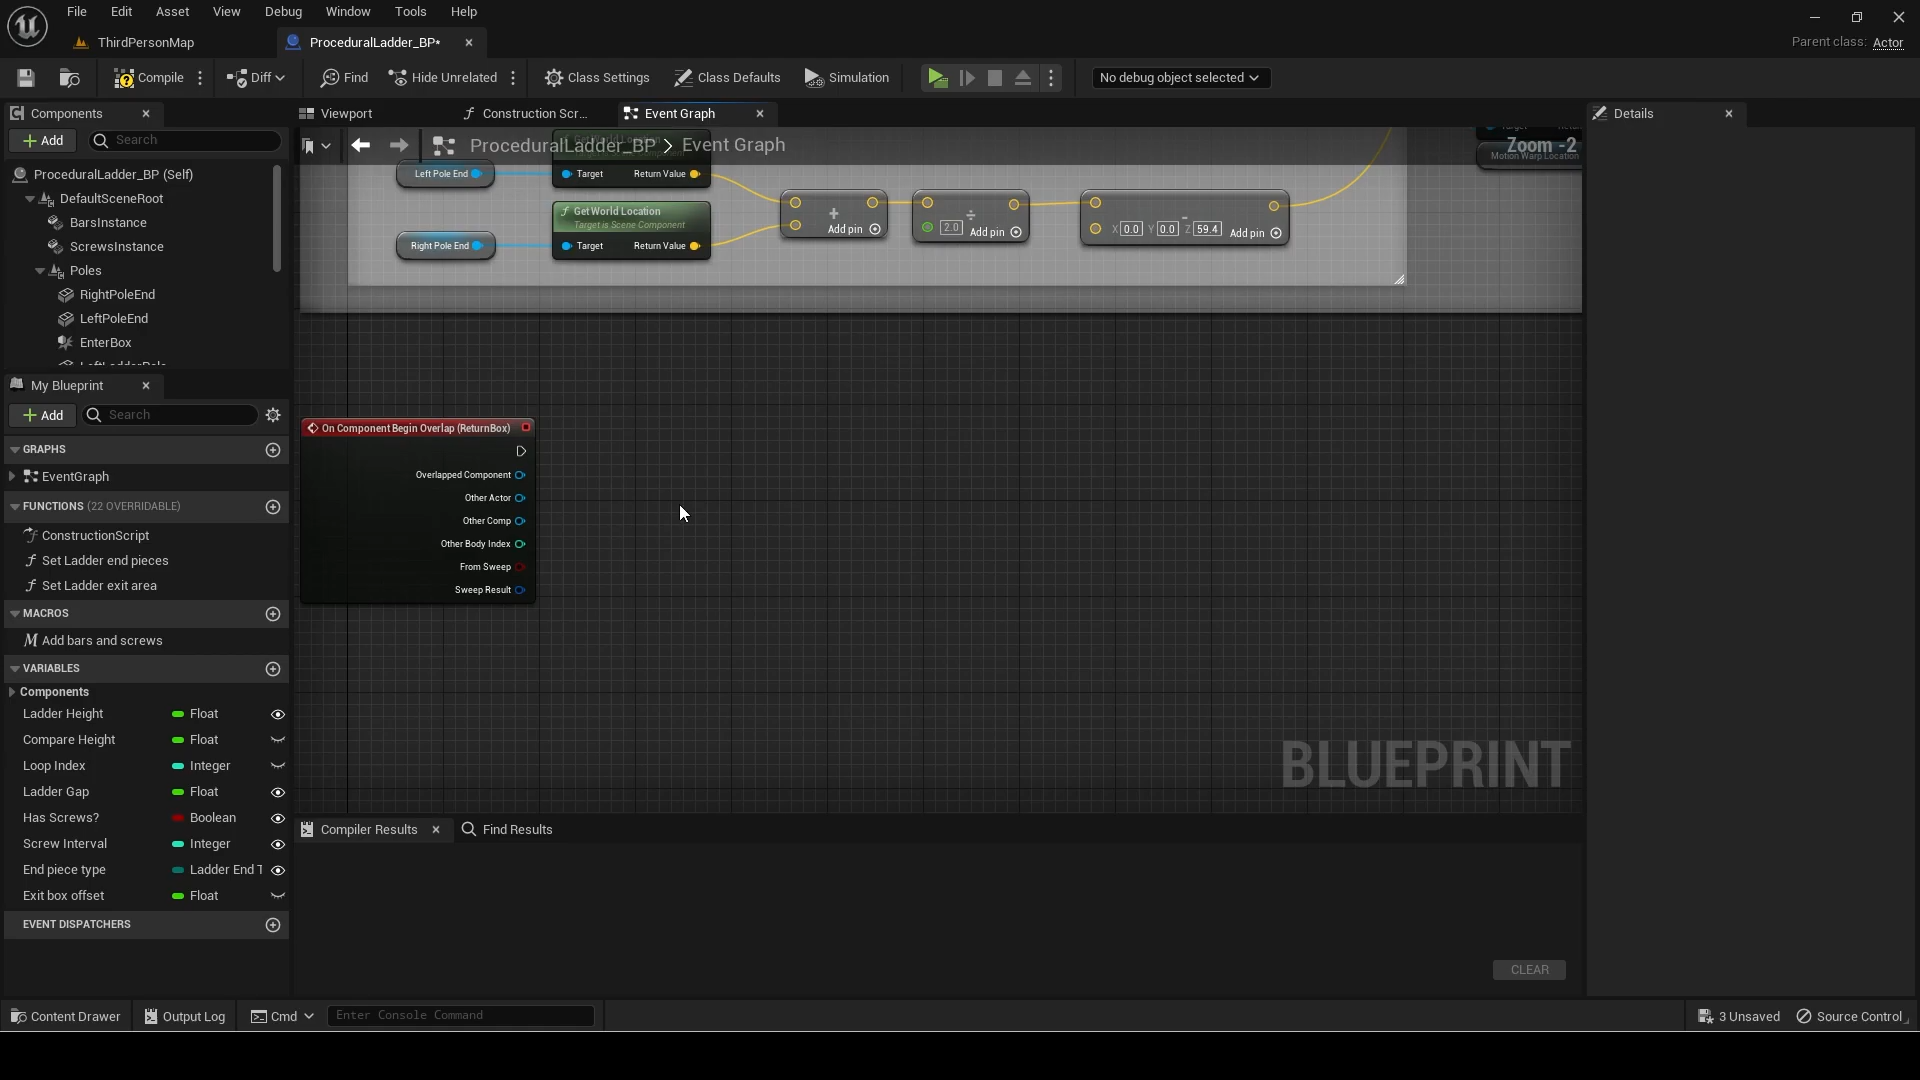 File Edit Asset View Debug Window Tools Help
ThirdPersonMap
ProceduralLadder_BP*
Parent class: Actor
Compile
Diff
Find
Hide Unrelated
Class Settings
Class Defaults
Simulation
No debug object selected
Components
Add
Search
ProceduralLadder_BP (Self)
DefaultSceneRoot
BarsInstance
ScrewsInstance
Poles
RightPoleEnd
LeftPoleEnd
EnterBox
Viewport
Construction Scr...
Event Graph
ProceduralLadder_BP > Event Graph
Zoom -2
Motion Warp Location
Left Pole End
Target Return Value
Get World Location
Target is Scene Component
Right Pole End
Target Return Value
+
Add pin
÷
2.0 Add pin
-
X 0.0 Y 0.0 Z 59.4 Add pin
On Component Begin Overlap (ReturnBox)
Overlapped Component
Other Actor
Other Comp
Other Body Index
From Sweep
Sweep Result
BLUEPRINT
My Blueprint
Add
Search
GRAPHS
EventGraph
FUNCTIONS (22 OVERRIDABLE)
ConstructionScript
Set Ladder end pieces
Set Ladder exit area
MACROS
Add bars and screws
VARIABLES
Components
Ladder Height Float
Compare Height Float
Loop Index Integer
Ladder Gap Float
Has Screws? Boolean
Screw Interval Integer
End piece type Ladder End T
Exit box offset Float
EVENT DISPATCHERS
Compiler Results
Find Results
CLEAR
Details
Content Drawer
Output Log
Cmd
Enter Console Command
3 Unsaved
Source Control